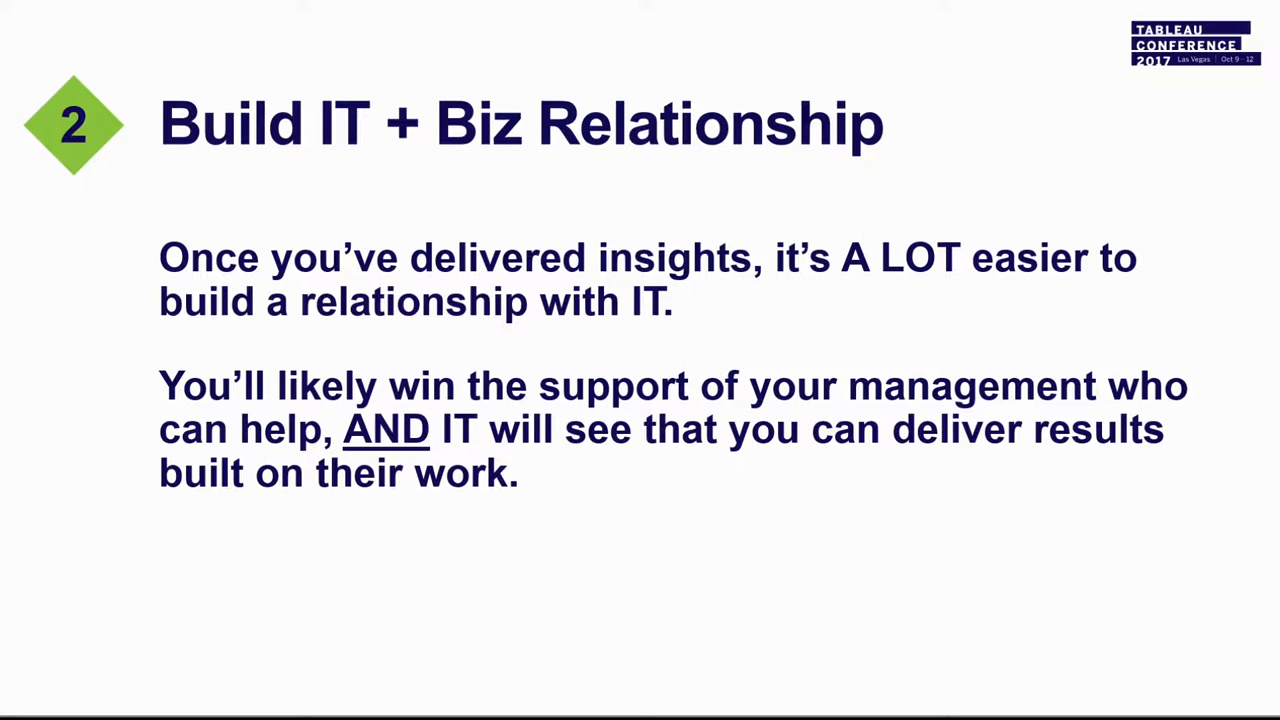 TABLEAU
CONFERENCE
2017 Las Vegas | Oct 9 - 12
2 Build IT + Biz Relationship
Once you’ve delivered insights, it’s A LOT easier to
build a relationship with IT.
You’ll likely win the support of your management who
can help, AND IT will see that you can deliver results
built on their work.